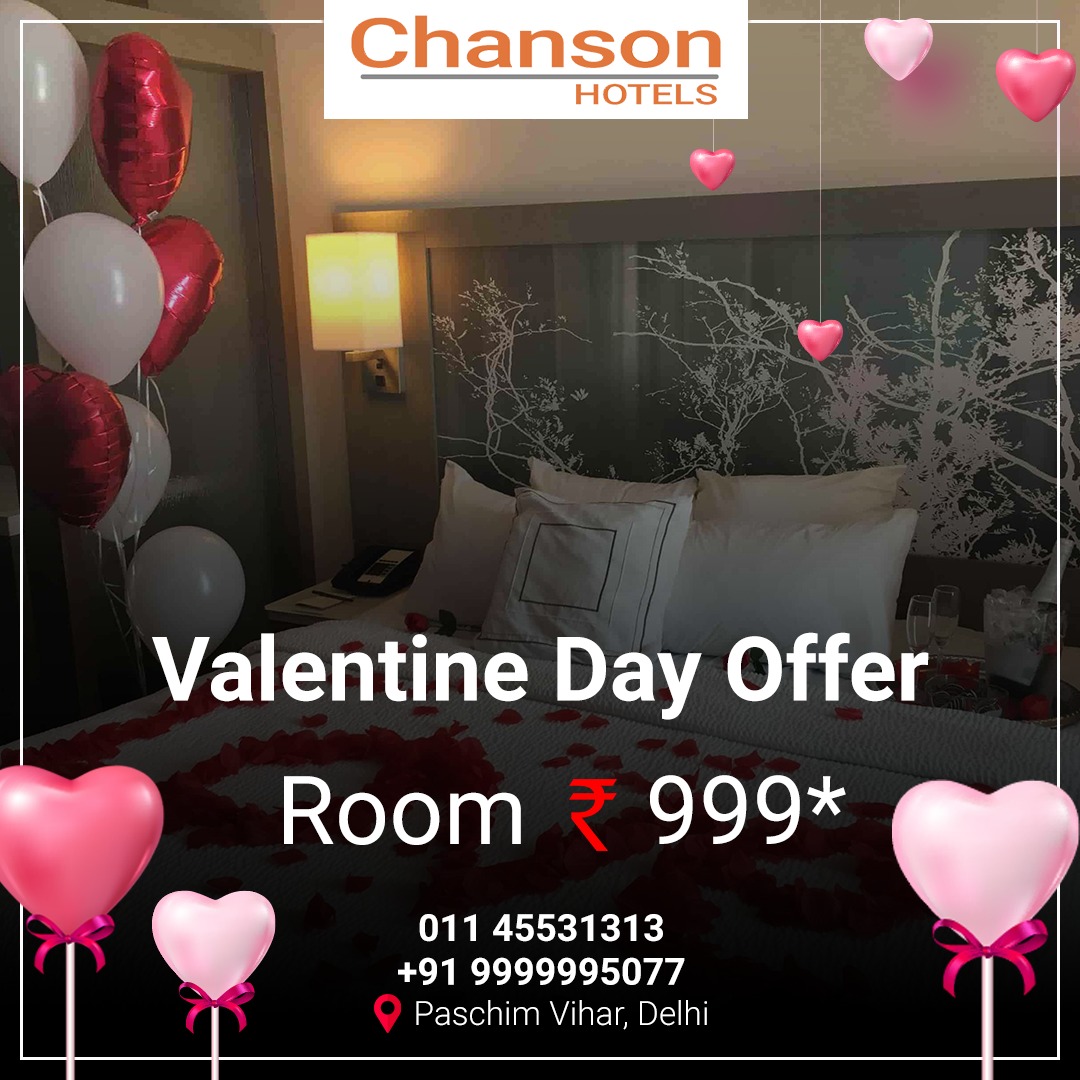 Chanson
HOTELS
Valentine Day Offer
Room ₹ 999*
011 45531313
+91 9999995077
Paschim Vihar, Delhi